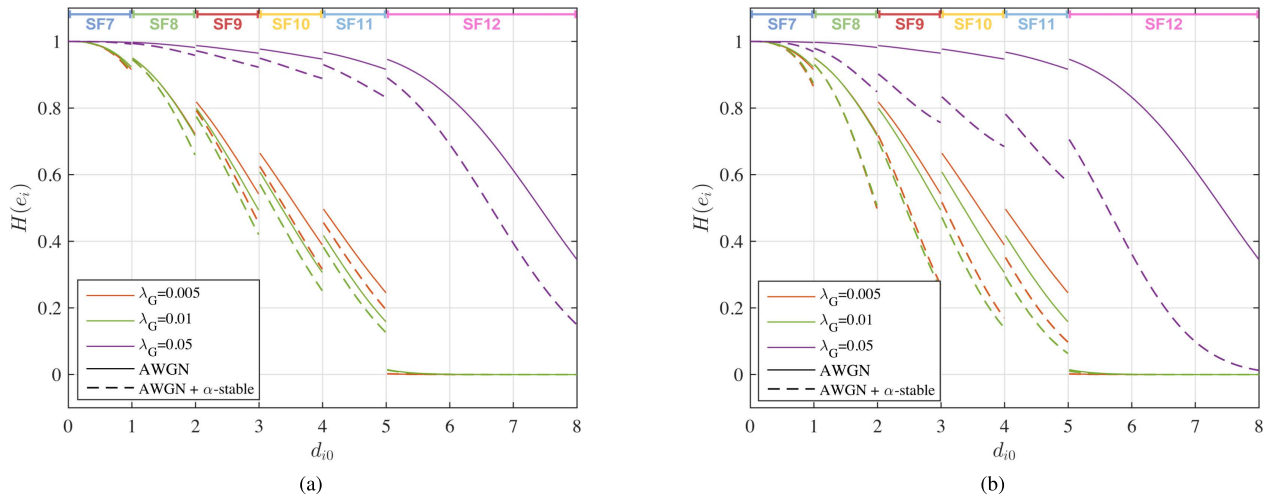 SF7 SF8 SF9 SF10 SF11 SF12
1
0.8
0.6
0.4
0.2
0
H(e_i)
λ_G=0.005
λ_G=0.01
λ_G=0.05
AWGN
AWGN + α-stable
0 1 2 3 4 5 6 7 8
d_{i0}
(a)
SF7 SF8 SF9 SF10 SF11 SF12
1
0.8
0.6
0.4
0.2
0
H(e_i)
λ_G=0.005
λ_G=0.01
λ_G=0.05
AWGN
AWGN + α-stable
0 1 2 3 4 5 6 7 8
d_{i0}
(b)